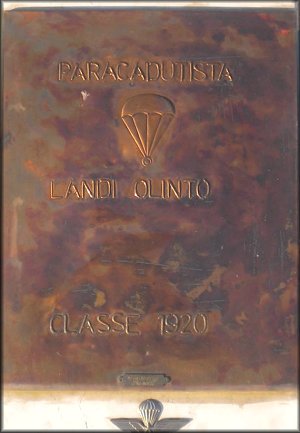 PARACADUTISTA
LANDI OLINTO
CLASSE 1920